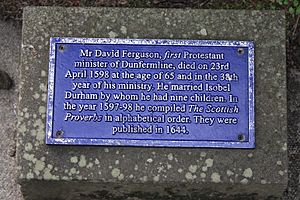 Mr David Ferguson, first Protestant
minister of Dunfermline, died on 23rd
April 1598 at the age of 65 and in the 38th
year of his ministry. He married Isobel
Durham by whom he had nine children. In
the year 1597-98 he compiled The Scottish
Proverbs in alphabetical order. They were
published in 1644.